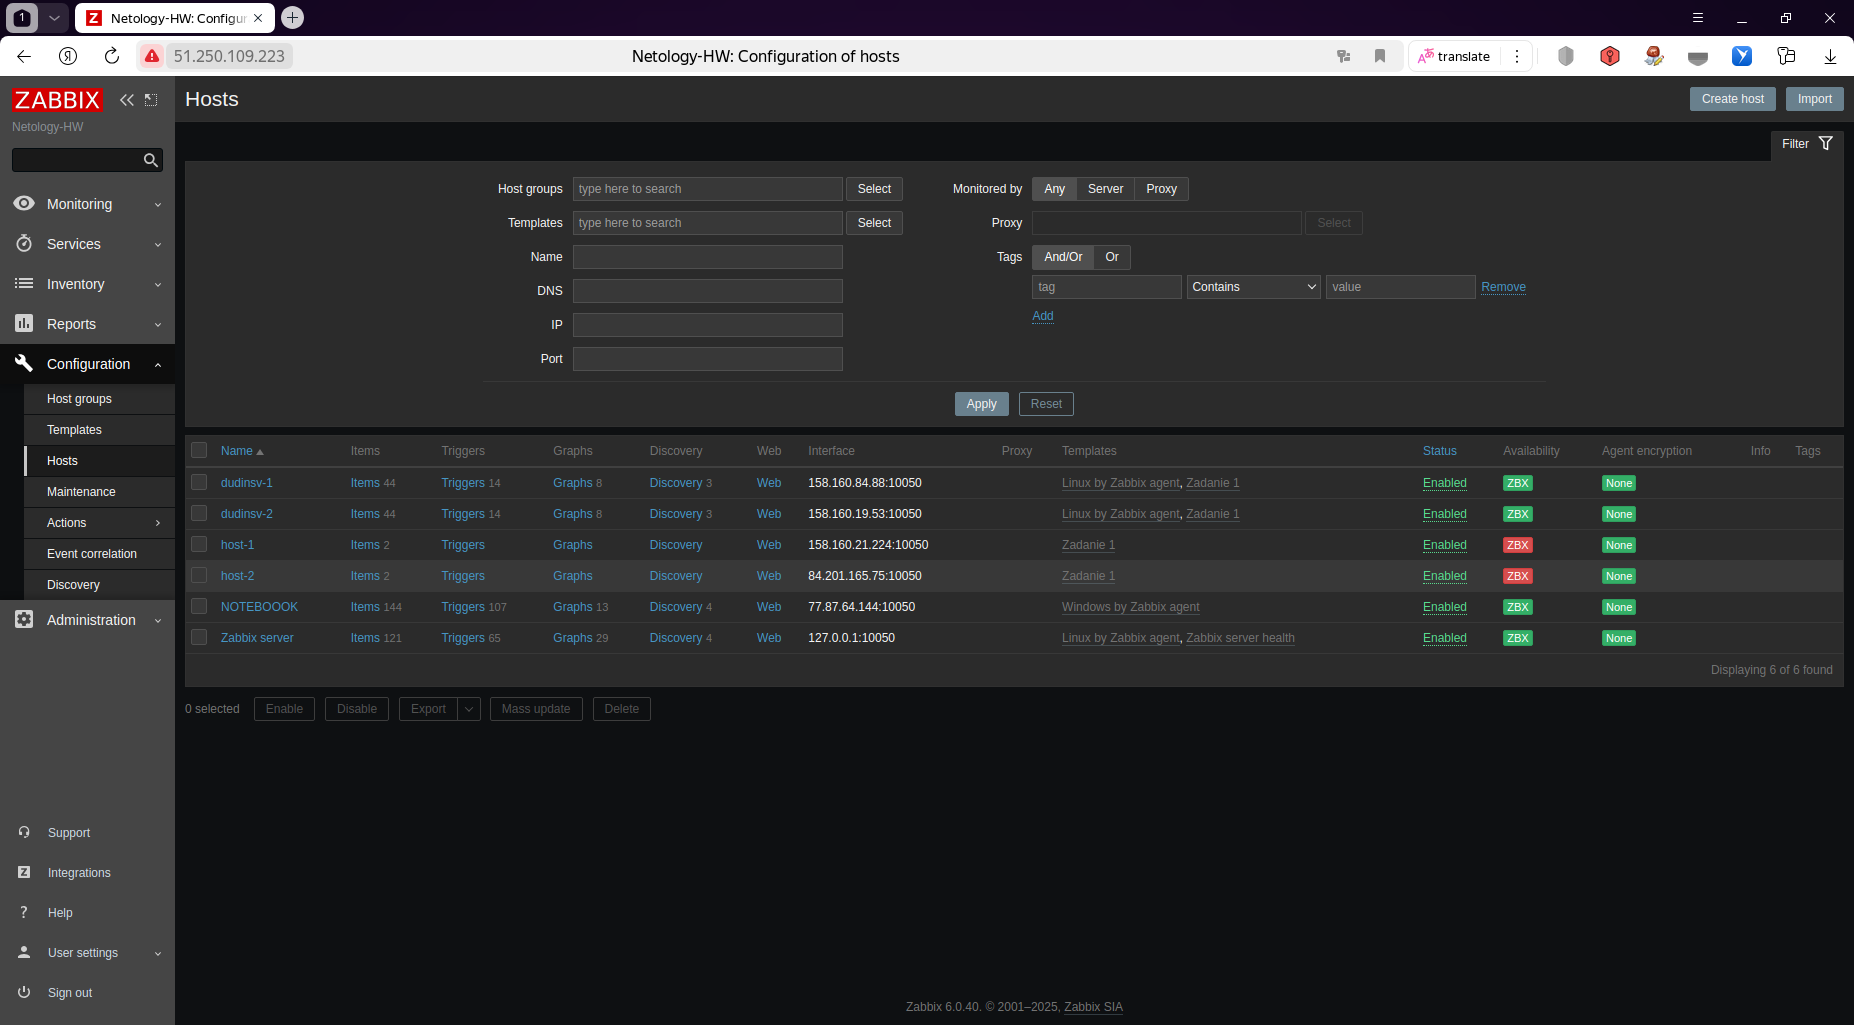 1
Netology-HW: Configur
51.250.109.223
Netology-HW: Configuration of hosts
translate
ZABBIX
Netology-HW
Monitoring
Services
Inventory
Reports
Configuration
Host groups
Templates
Hosts
Maintenance
Actions
Event correlation
Discovery
Administration
Support
Integrations
Help
User settings
Sign out
Hosts
Create host Import
Filter
Host groups type here to search Select
Templates type here to search Select
Name
DNS
IP
Port
Monitored by Any Server Proxy
Proxy Select
Tags And/Or Or
tag Contains value Remove
Add
Apply Reset
Name Items Triggers Graphs Discovery Web Interface Proxy Templates Status Availability Agent encryption Info Tags
dudinsv-1 Items 44 Triggers 14 Graphs 8 Discovery 3 Web 158.160.84.88:10050 Linux by Zabbix agent, Zadanie 1 Enabled ZBX None
dudinsv-2 Items 44 Triggers 14 Graphs 8 Discovery 3 Web 158.160.19.53:10050 Linux by Zabbix agent, Zadanie 1 Enabled ZBX None
host-1 Items 2 Triggers Graphs Discovery Web 158.160.21.224:10050 Zadanie 1 Enabled ZBX None
host-2 Items 2 Triggers Graphs Discovery Web 84.201.165.75:10050 Zadanie 1 Enabled ZBX None
NOTEBOOOK Items 144 Triggers 107 Graphs 13 Discovery 4 Web 77.87.64.144:10050 Windows by Zabbix agent Enabled ZBX None
Zabbix server Items 121 Triggers 65 Graphs 29 Discovery 4 Web 127.0.0.1:10050 Linux by Zabbix agent, Zabbix server health Enabled ZBX None
Displaying 6 of 6 found
0 selected Enable Disable Export Mass update Delete
Zabbix 6.0.40. © 2001–2025, Zabbix SIA